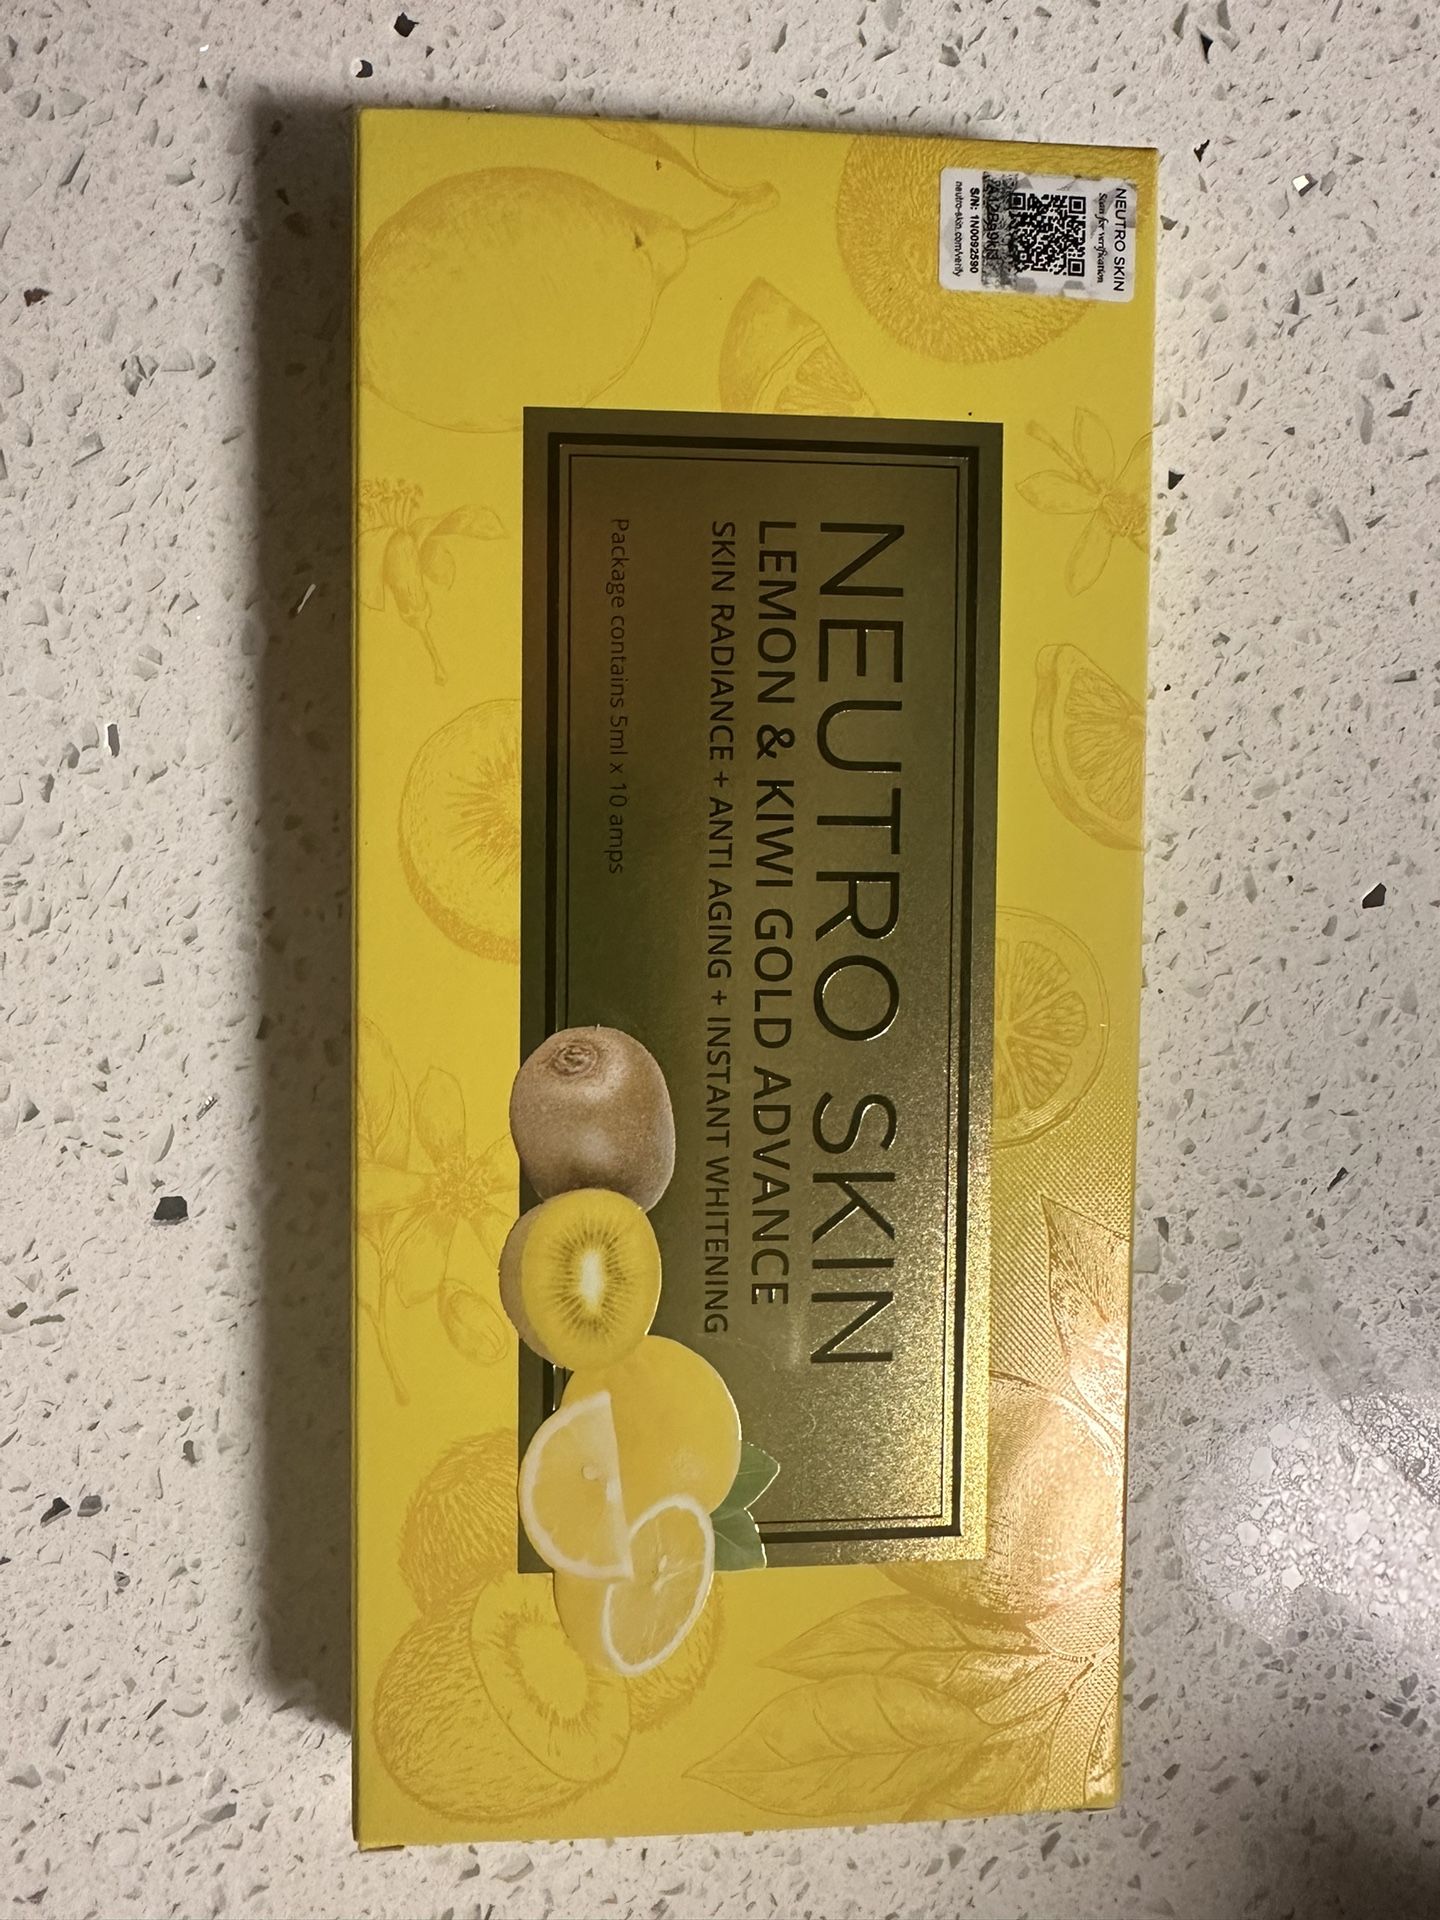 NEUTRO SKIN
Scan for verification
S/N: 1N0092590
neutro-skin.com/verify
NEUTRO SKIN
LEMON & KIWI GOLD ADVANCE
SKIN RADIANCE + ANTI AGING + INSTANT WHITENING
Package contains 5ml x 10 amps